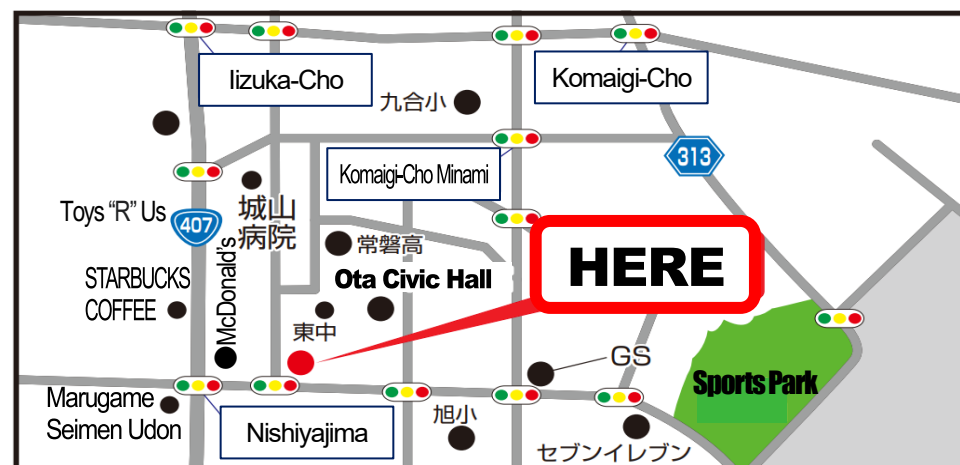 Iizuka-Cho
Komaigi-Cho
九合小
Komaigi-Cho Minami
313
Toys “R” Us
407
城山
病院
常磐高
HERE
Ota Civic Hall
STARBUCKS
COFFEE
McDonald's
東中
GS
Sports Park
Marugame
Seimen Udon
Nishiyajima
旭小
セブンイレブン